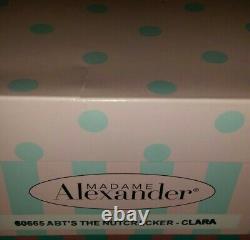 MADAME
Alexander®
60665 ABT'S THE NUTCRACKER - CLARA